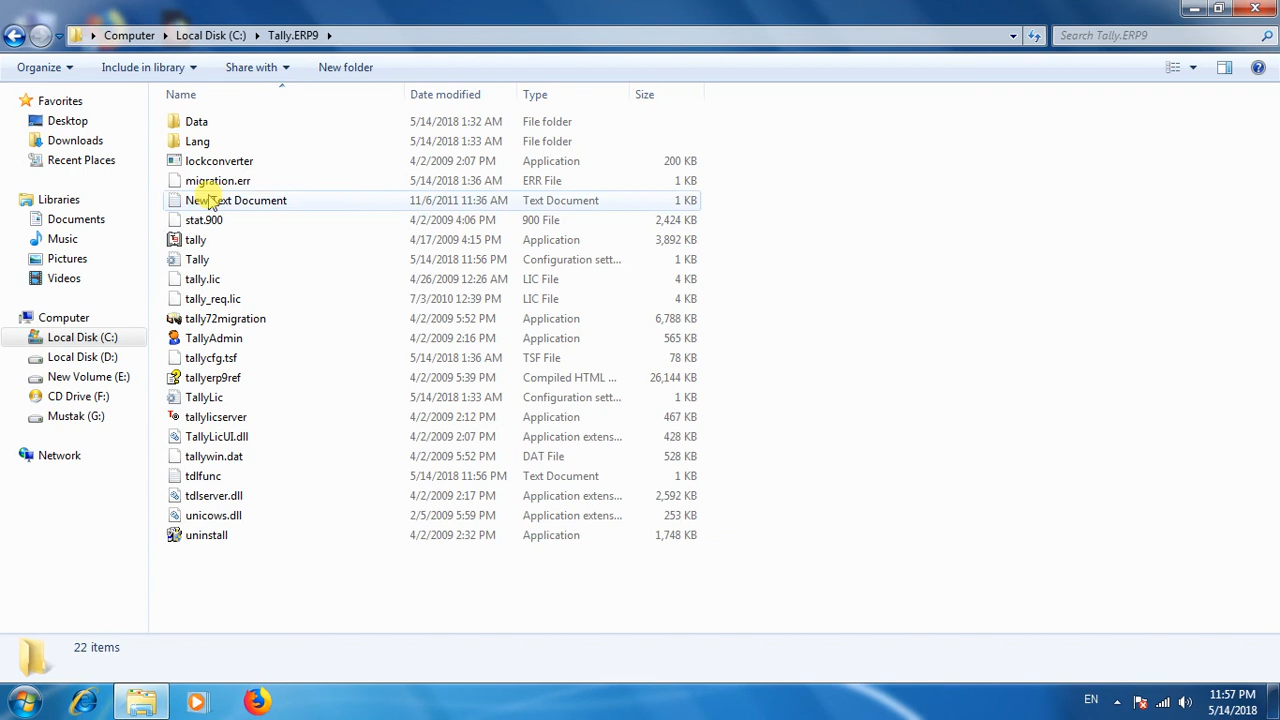 Computer Local Disk (C:) Tally.ERP9 Search Tally.ERP9
Organize Include in library Share with New folder
Name Date modified Type Size
Favorites
Desktop
Downloads
Recent Places
Libraries
Documents
Music
Pictures
Videos
Computer
Local Disk (C:)
Local Disk (D:)
New Volume (E:)
CD Drive (F:)
Mustak (G:)
Network
Data 5/14/2018 1:32 AM File folder
Lang 5/14/2018 1:33 AM File folder
lockconverter 4/2/2009 2:07 PM Application 200 KB
migration.err 5/14/2018 1:36 AM ERR File 1 KB
New Text Document 11/6/2011 11:36 AM Text Document 1 KB
stat.900 4/2/2009 4:06 PM 900 File 2,424 KB
tally 4/17/2009 4:15 PM Application 3,892 KB
Tally 5/14/2018 11:56 PM Configuration sett... 1 KB
tally.lic 4/26/2009 12:26 AM LIC File 4 KB
tally_req.lic 7/3/2010 12:39 PM LIC File 4 KB
tally72migration 4/2/2009 5:52 PM Application 6,788 KB
TallyAdmin 4/2/2009 2:16 PM Application 565 KB
tallycfg.tsf 5/14/2018 1:36 AM TSF File 78 KB
tallyerp9ref 4/2/2009 5:39 PM Compiled HTML ... 26,144 KB
TallyLic 5/14/2018 1:33 AM Configuration sett... 1 KB
tallylicserver 4/2/2009 2:12 PM Application 467 KB
TallyLicUI.dll 4/2/2009 2:07 PM Application extens... 428 KB
tallywin.dat 4/2/2009 5:52 PM DAT File 528 KB
tdlfunc 5/14/2018 11:56 PM Text Document 1 KB
tdlserver.dll 4/2/2009 2:17 PM Application extens... 2,592 KB
unicows.dll 2/5/2009 5:59 PM Application extens... 253 KB
uninstall 4/2/2009 2:32 PM Application 1,748 KB
22 items
EN 11:57 PM
5/14/2018